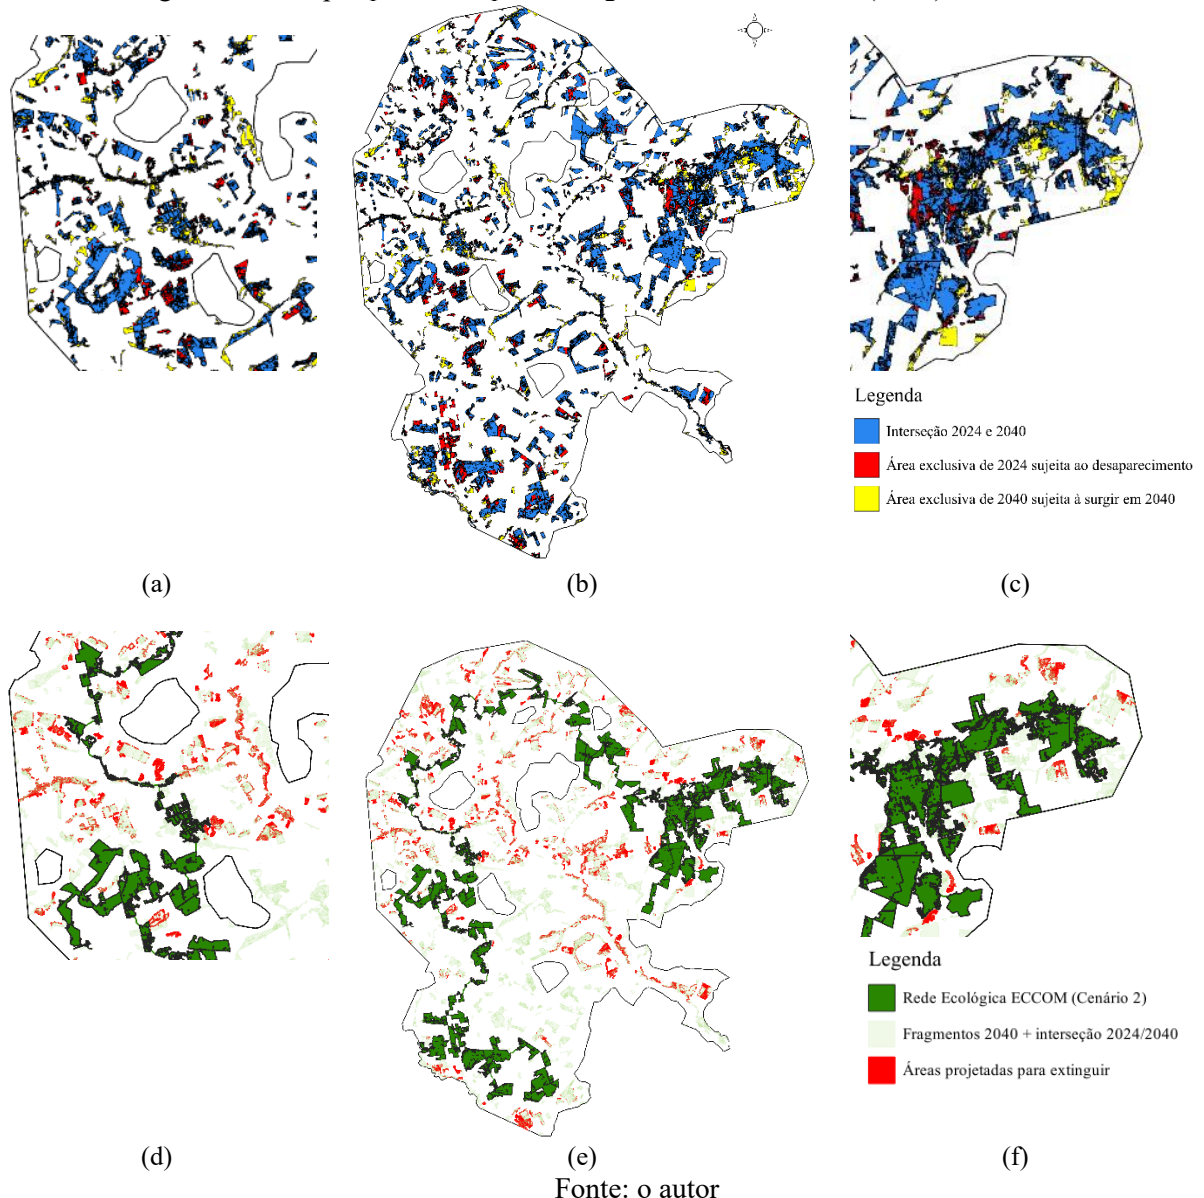 Legenda
Interseção 2024 e 2040
Área exclusiva de 2024 sujeita ao desaparecimento
Área exclusiva de 2040 sujeita à surgir em 2040
(a)
(b)
(c)
Legenda
Rede Ecológica ECCOM (Cenário 2)
Fragmentos 2040 + interseção 2024/2040
Áreas projetadas para extinguir
(d)
(e)
(f)
Fonte: o autor